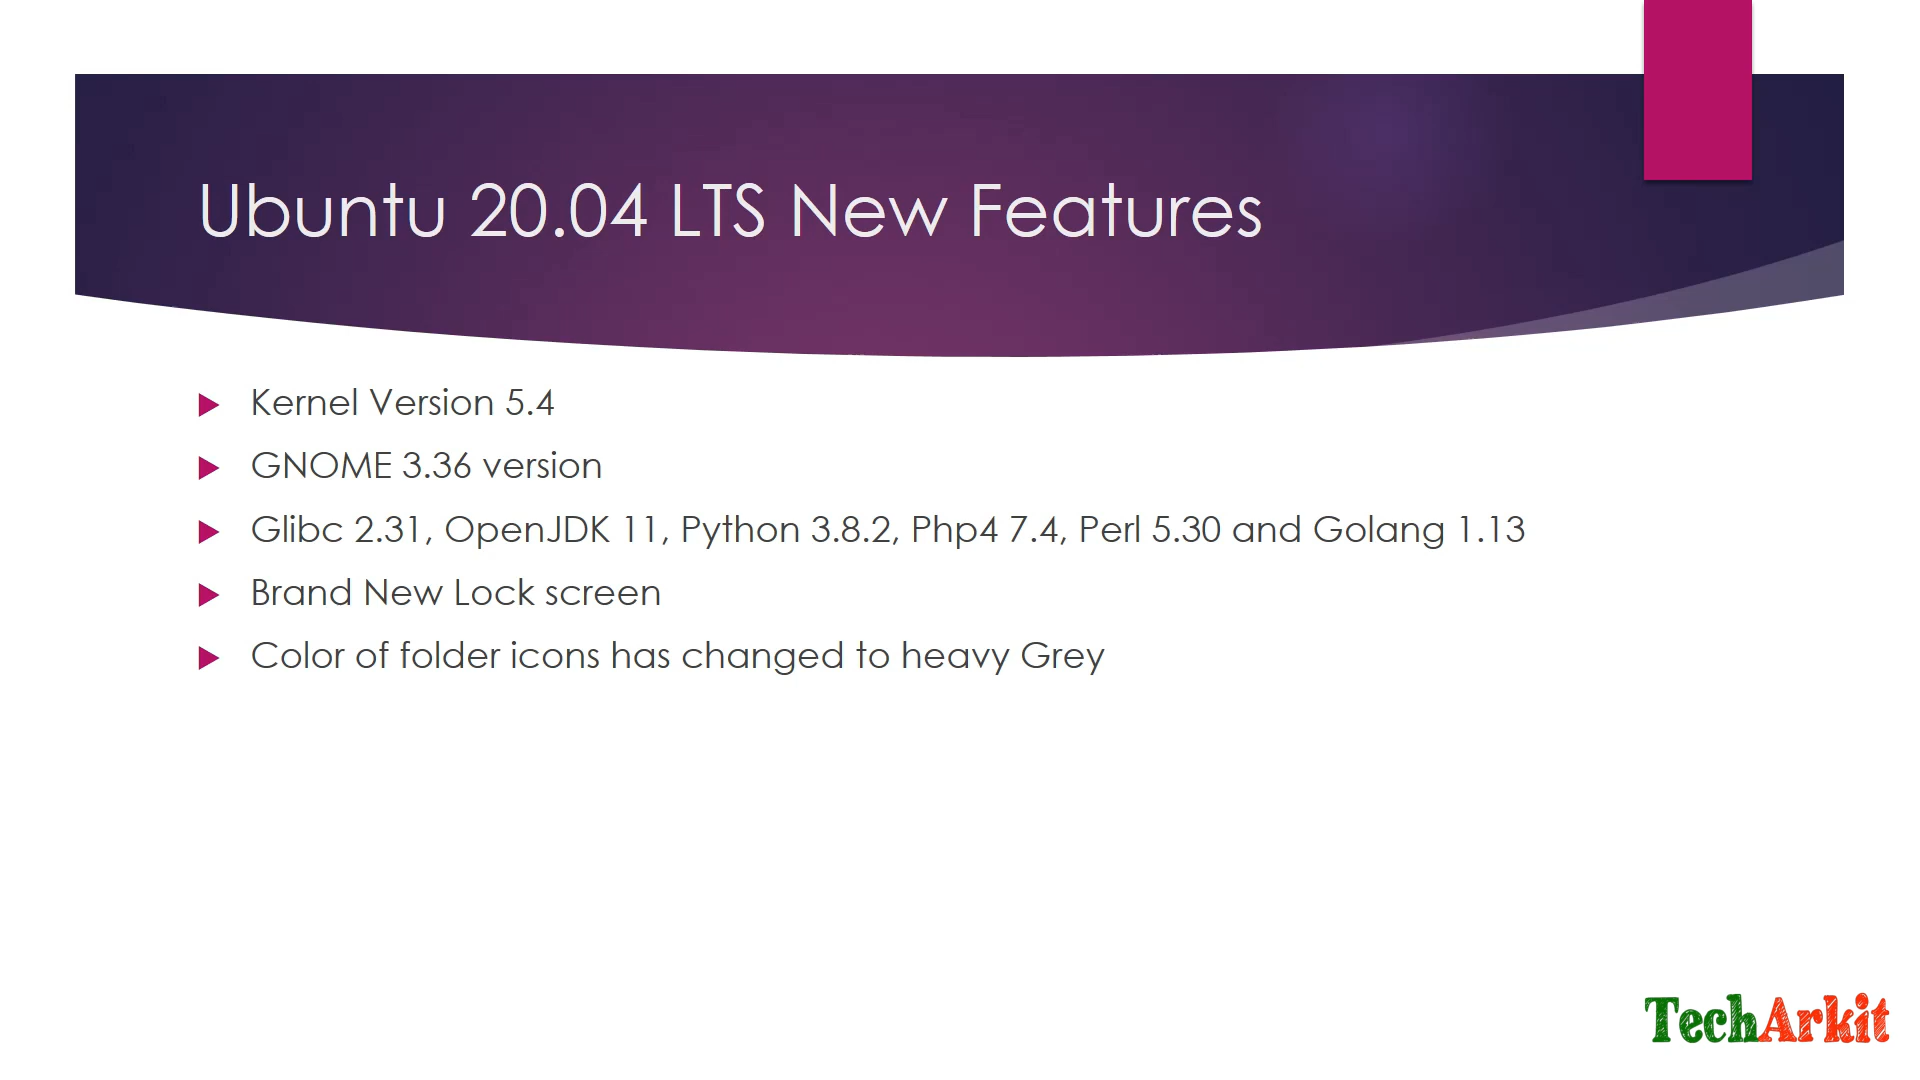 Ubuntu 20.04 LTS New Features
Kernel Version 5.4
GNOME 3.36 version
Glibc 2.31, OpenJDK 11, Python 3.8.2, Php4 7.4, Perl 5.30 and Golang 1.13
Brand New Lock screen
Color of folder icons has changed to heavy Grey
TechArkit